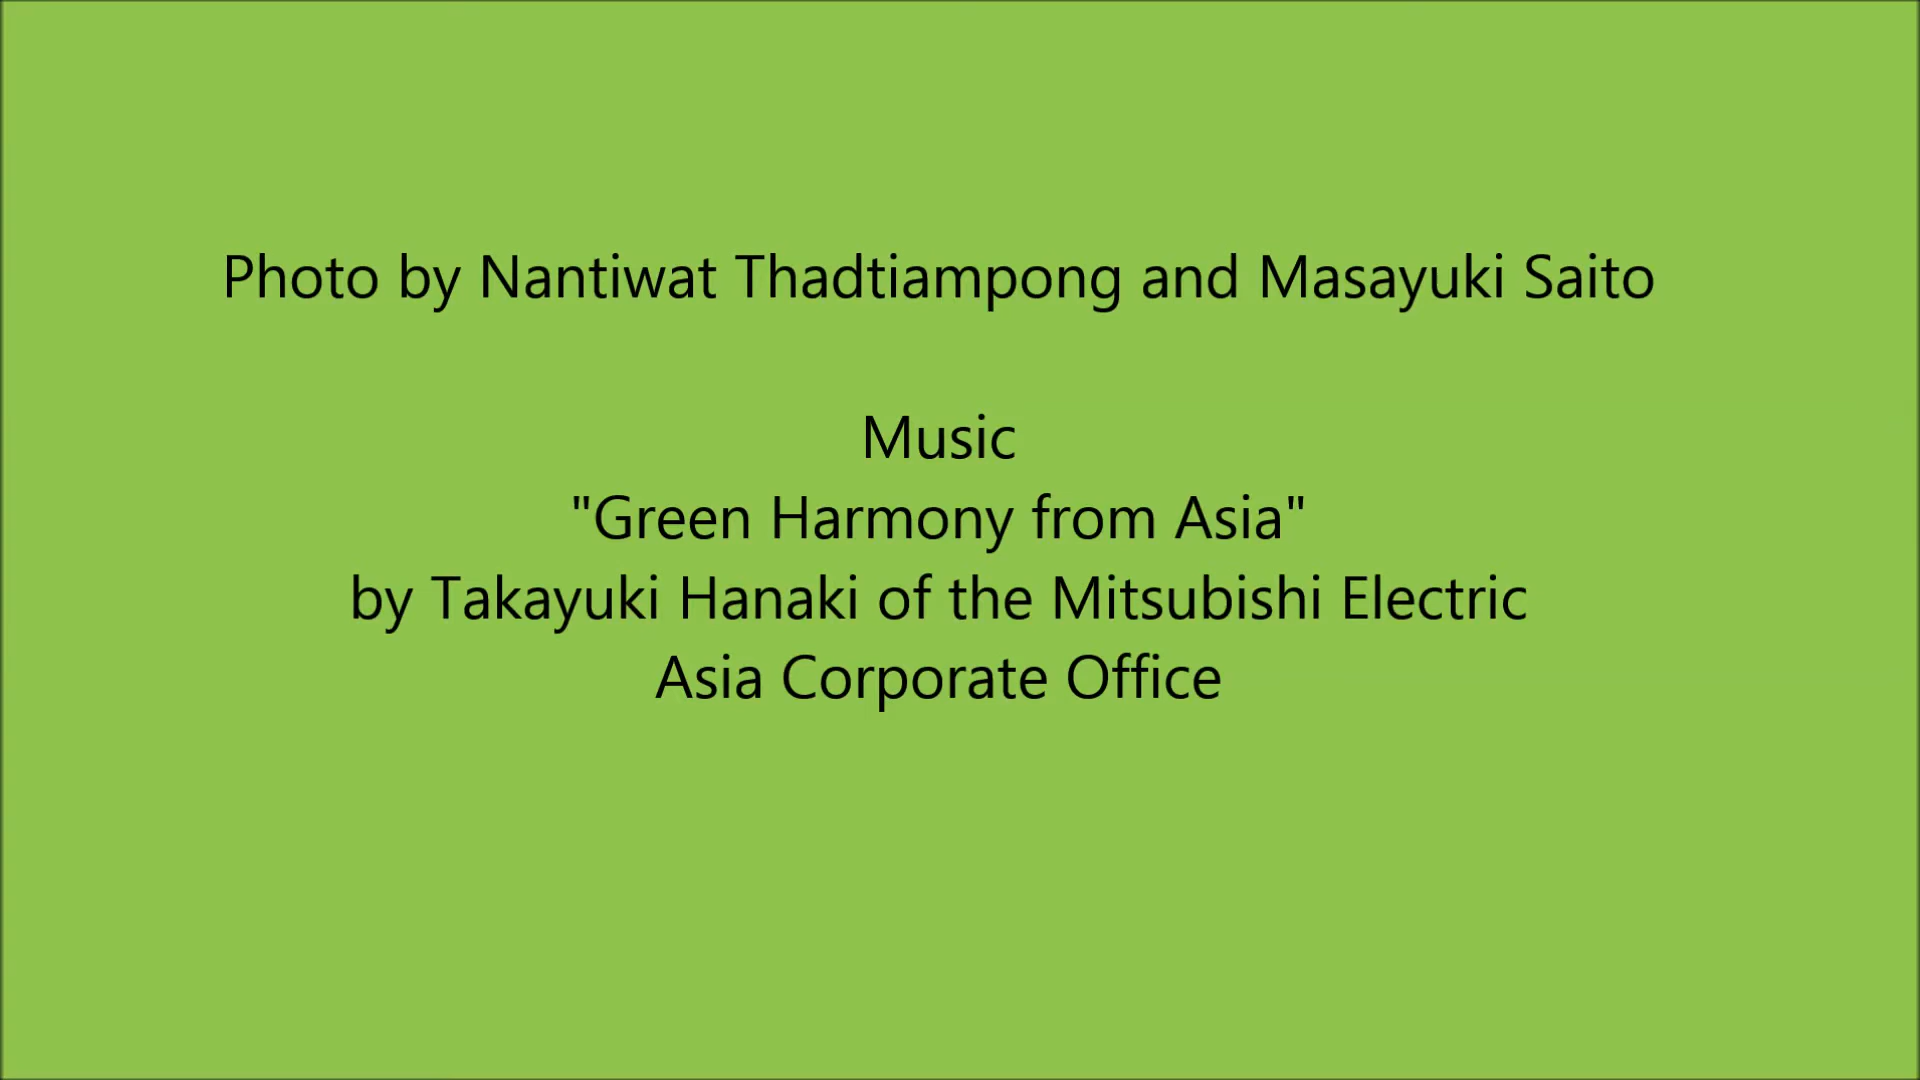 Photo by Nantiwat Thadtiampong and Masayuki Saito
Music
"Green Harmony from Asia"
by Takayuki Hanaki of the Mitsubishi Electric
Asia Corporate Office